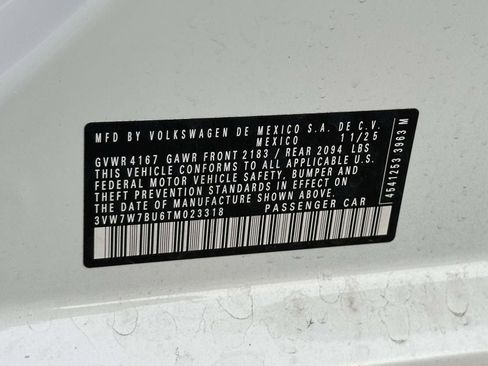 MFD BY VOLKSWAGEN DE MEXICO S.A. DE C.V.
MEXICO 11/25
GVWR 4167 GAWR FRONT 2183 / REAR 2094 LBS
THIS VEHICLE CONFORMS TO ALL APPLICABLE U.S.
FEDERAL MOTOR VEHICLE SAFETY, BUMPER AND
THEFT PREVENTION STANDARDS IN EFFECT ON
THE DATE OF MANUFACTURE SHOWN ABOVE.
3VW7W7BU6TM023318 PASSENGER CAR
4541253 3963 M